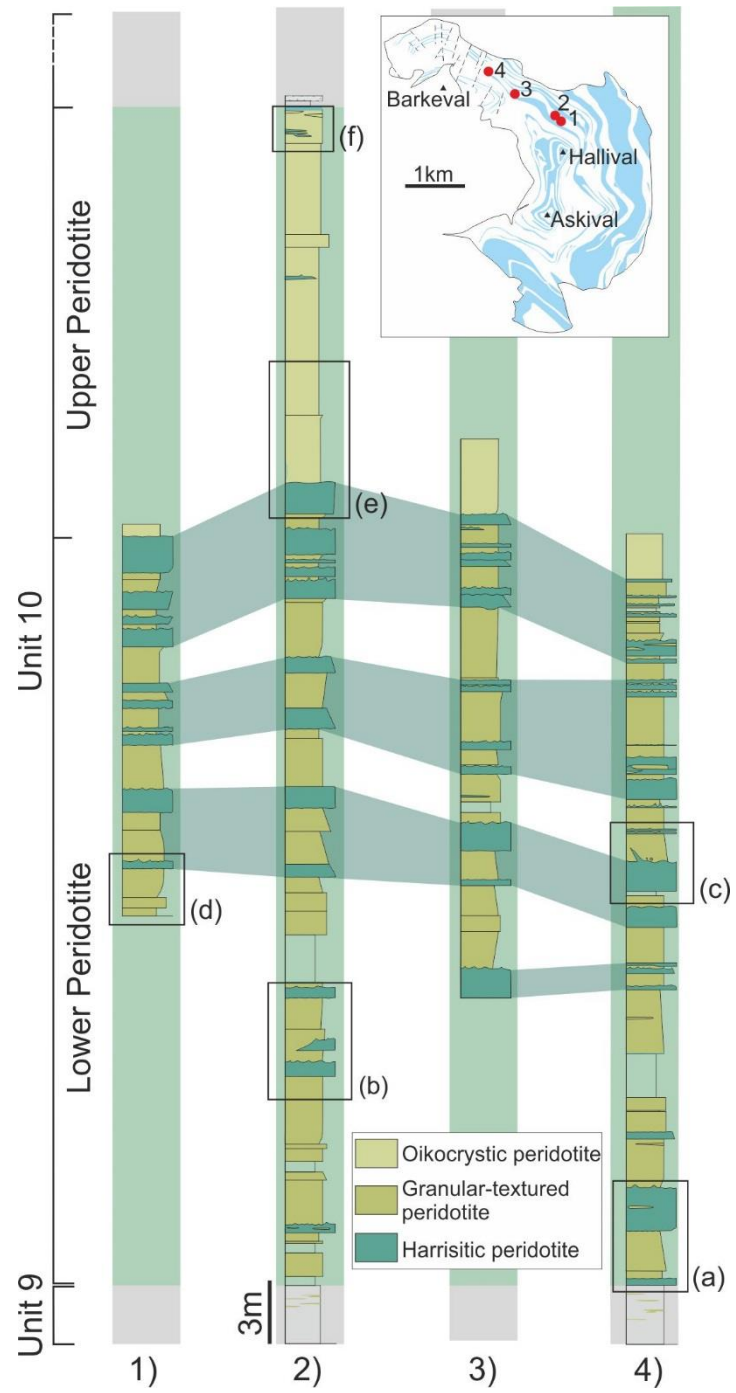 Upper Peridotite
Unit 10
Lower Peridotite
Unit 9
(f)
(e)
(d)
(b)
(c)
(a)
4
3
2
1
Barkeval
Hallival
1km
Askival
Oikocrystic peridotite
Granular-textured
peridotite
Harrisitic peridotite
3m
1)
2)
3)
4)